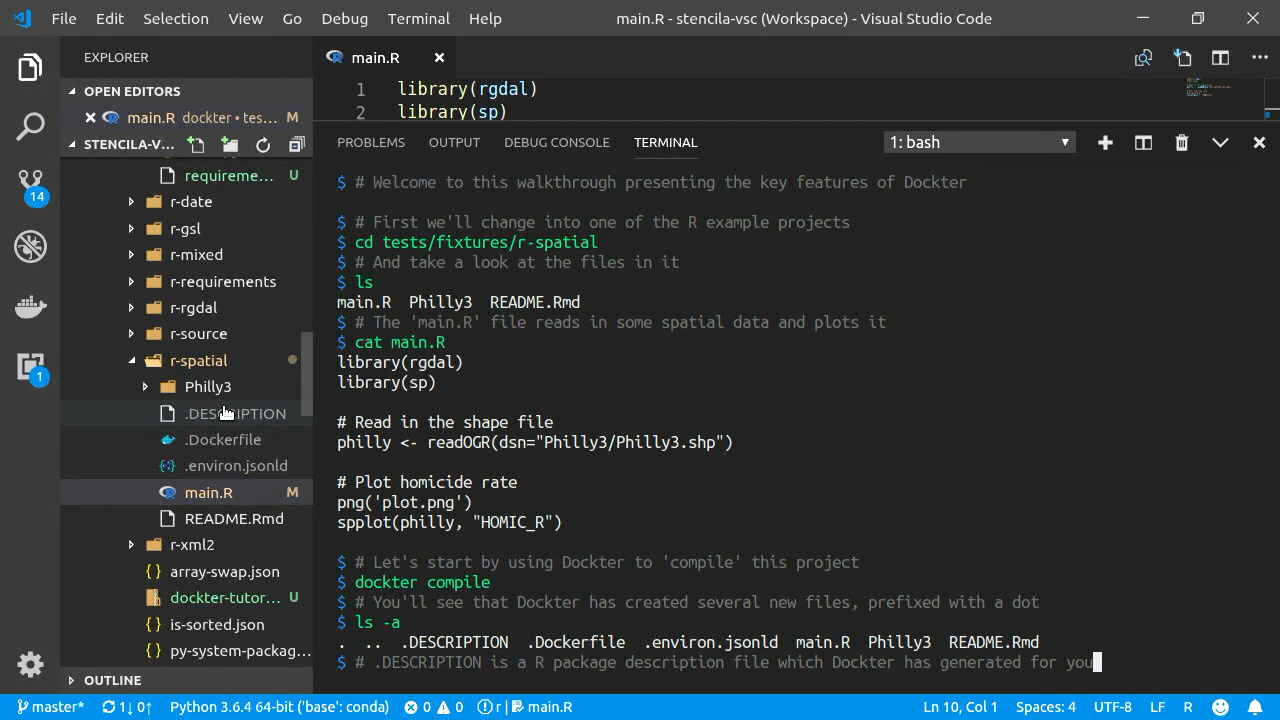 File Edit Selection View Go Debug Terminal Help main.R - stencila-vsc (Workspace) - Visual Studio Code
EXPLORER
OPEN EDITORS
main.R dockter • tes... M
STENCILA-V...
requireme... U
r-date
r-gsl
r-mixed
r-requirements
r-rgdal
r-source
r-spatial
Philly3
.DESCRIPTION
.Dockerfile
.environ.jsonld
main.R M
README.Rmd
r-xml2
{ } array-swap.json
dockter-tutor... U
{ } is-sorted.json
{ } py-system-packag...
OUTLINE
14
1
main.R
1 library(rgdal)
2 library(sp)
PROBLEMS OUTPUT DEBUG CONSOLE TERMINAL 1: bash
$ # Welcome to this walkthrough presenting the key features of Dockter
$ # First we'll change into one of the R example projects
$ cd tests/fixtures/r-spatial
$ # And take a look at the files in it
$ ls
main.R Philly3 README.Rmd
$ # The 'main.R' file reads in some spatial data and plots it
$ cat main.R
library(rgdal)
library(sp)
# Read in the shape file
philly <- readOGR(dsn="Philly3/Philly3.shp")
# Plot homicide rate
png('plot.png')
spplot(philly, "HOMIC_R")
$ # Let's start by using Dockter to 'compile' this project
$ dockter compile
$ # You'll see that Dockter has created several new files, prefixed with a dot
$ ls -a
. .. .DESCRIPTION .Dockerfile .environ.jsonld main.R Philly3 README.Rmd
$ # .DESCRIPTION is a R package description file which Dockter has generated for you
master* 1↓ 0↑ Python 3.6.4 64-bit ('base': conda) 0 0 r | main.R Ln 10, Col 1 Spaces: 4 UTF-8 LF R